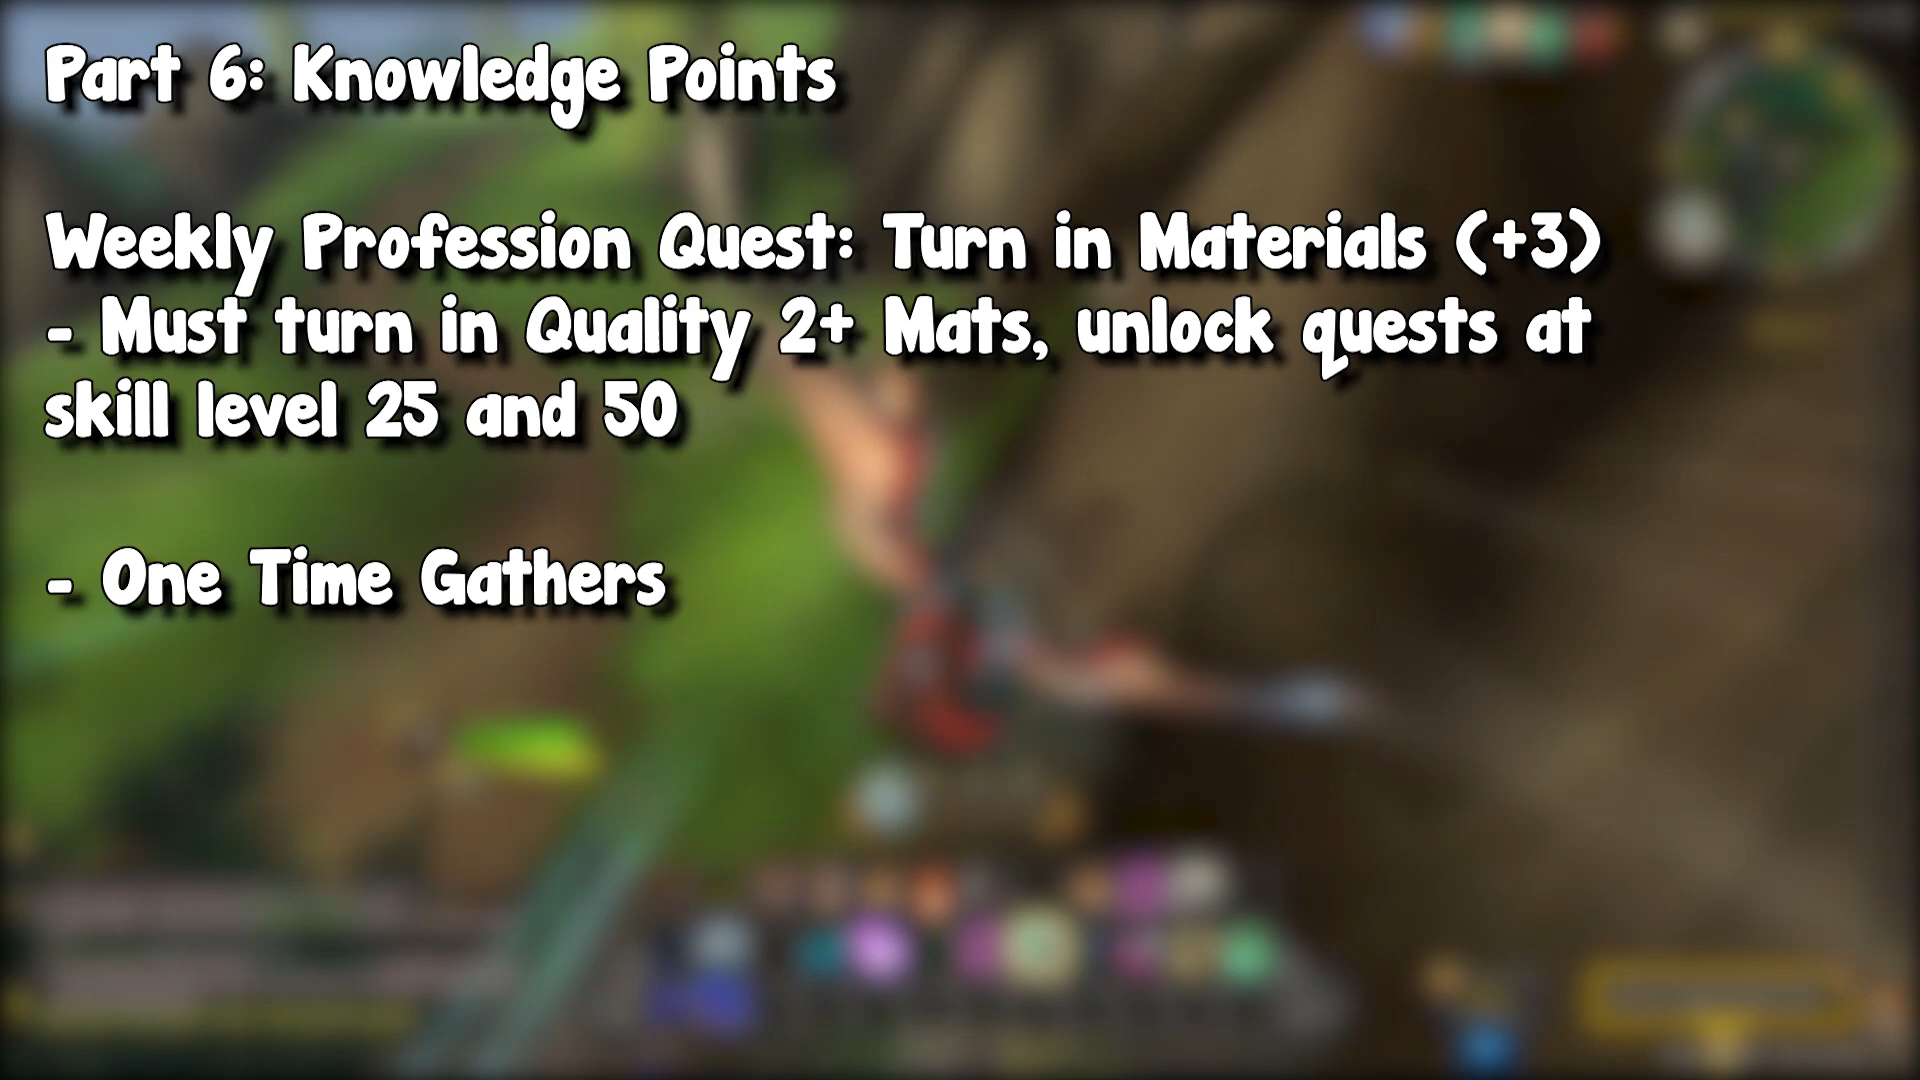 Part 6: Knowledge Points
Weekly Profession Quest: Turn in Materials (+3)
- Must turn in Quality 2+ Mats, unlock quests at
skill level 25 and 50
- One Time Gathers